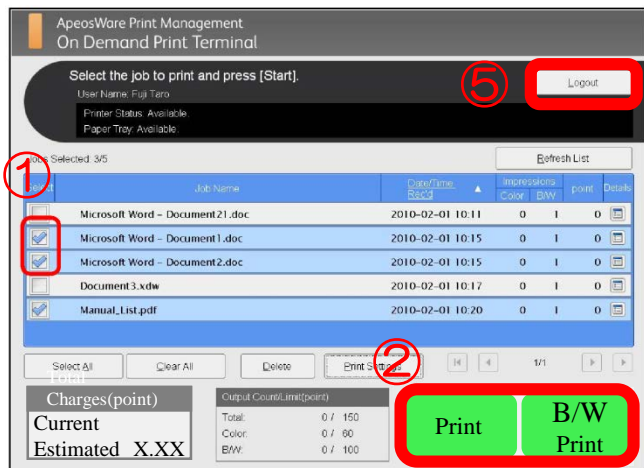 ApeosWare Print Management
On Demand Print Terminal
Select the job to print and press [Start].
User Name: Fuji Taro
Printer Status: Available.
Paper Tray: Available.
⑤
Logout
Jobs Selected: 3/5
Refresh List
①
Select Job Name Date/Time Rec'd ▲ Impressions Color B/W point Details
Microsoft Word - Document21.doc 2010-02-01 10:11 0 1 0
Microsoft Word - Document1.doc 2010-02-01 10:15 0 1 0
Microsoft Word - Document2.doc 2010-02-01 10:15 0 1 0
Document3.xdw 2010-02-01 10:17 0 1 0
Manual_List.pdf 2010-02-01 10:20 0 1 0
Select All Clear All Delete Print Settings 1/1
②
Total
Charges(point)
Current
Estimated X.XX
Output Count/Limit(point)
Total: 0 / 150
Color: 0 / 60
B/W: 0 / 100
Print
B/W
Print